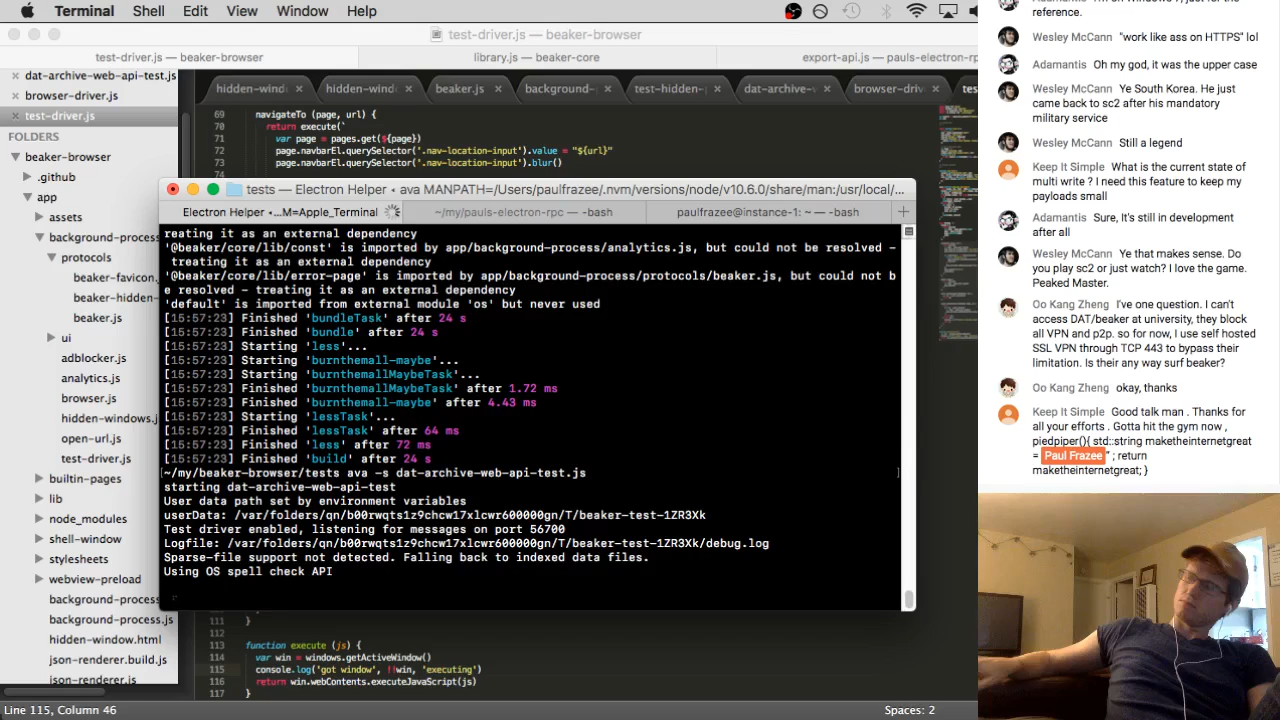 Terminal Shell Edit View Window Help
test-driver.js — beaker-browser
test-driver.js — beaker-browser
library.js — beaker-core
export-api.js — pauls-electron-rp
dat-archive-web-api-test.js
browser-driver.js
test-driver.js
FOLDERS
beaker-browser
.github
app
assets
background-process
protocols
beaker-favicon.
beaker-hidden-
beaker.js
ui
adblocker.js
analytics.js
browser.js
hidden-windows.j
open-url.js
test-driver.js
builtin-pages
lib
node_modules
shell-window
stylesheets
webview-preload
background-process
background-process.js
hidden-window.html
json-renderer.build.js
json-renderer.js
hidden-wind
hidden-wind
beaker.js
background-
test-hidden-
dat-archive-
browser-driv
tes
69 navigateTo (page, url) {
70 return execute(`
71 var page = pages.get(${page})
72 page.navbarEl.querySelector('.nav-location-input').value = "${url}"
73 page.navbarEl.querySelector('.nav-location-input').blur()
tests — Electron Helper ◂ ava MANPATH=/Users/paulfrazee/.nvm/versions/node/v10.6.0/share/man:/usr/local/...
Electron Helper ◂...M=Apple_Terminal
~/my/pauls-electron-rpc — -bash
paulfrazee@instance-1: ~ — -bash
reating it as an external dependency
'@beaker/core/lib/const' is imported by app/background-process/analytics.js, but could not be resolved –
treating it as an external dependency
'@beaker/core/lib/error-page' is imported by app/background-process/protocols/beaker.js, but could not b
e resolved – treating it as an external dependency
'default' is imported from external module 'os' but never used
[15:57:23] Finished 'bundleTask' after 24 s
[15:57:23] Finished 'bundle' after 24 s
[15:57:23] Starting 'less'...
[15:57:23] Starting 'burnthemall-maybe'...
[15:57:23] Starting 'burnthemallMaybeTask'...
[15:57:23] Finished 'burnthemallMaybeTask' after 1.72 ms
[15:57:23] Finished 'burnthemall-maybe' after 4.43 ms
[15:57:23] Starting 'lessTask'...
[15:57:23] Finished 'lessTask' after 64 ms
[15:57:23] Finished 'less' after 72 ms
[15:57:23] Finished 'build' after 24 s
~/my/beaker-browser/tests ava -s dat-archive-web-api-test.js
starting dat-archive-web-api-test
User data path set by environment variables
userData: /var/folders/qn/b00rwqts1z9chcw17xlcwr600000gn/T/beaker-test-1ZR3Xk
Test driver enabled, listening for messages on port 56700
Logfile: /var/folders/qn/b00rwqts1z9chcw17xlcwr600000gn/T/beaker-test-1ZR3Xk/debug.log
Sparse-file support not detected. Falling back to indexed data files.
Using OS spell check API
111 }
112
113 function execute (js) {
114 var win = windows.getActiveWindow()
115 console.log('got window', !!win, 'executing')
116 return win.webContents.executeJavaScript(js)
117 }
Line 115, Column 46
Spaces: 2
reference.
Wesley McCann "work like ass on HTTPS" lol
Adamantis Oh my god, it was the upper case
Wesley McCann Ye South Korea. He just
came back to sc2 after his mandatory
military service
Wesley McCann Still a legend
Keep It Simple What is the current state of
multi write ? I need this feature to keep my
payloads small
Adamantis Sure, It's still in development
after all
Wesley McCann Ye that makes sense. Do
you play sc2 or just watch? I love the game.
Peaked Master.
Oo Kang Zheng I've one question. I can't
access DAT/beaker at university, they block
all VPN and p2p. so for now, I use self hosted
SSL VPN through TCP 443 to bypass their
limitation. Is their any way surf beaker?
Oo Kang Zheng okay, thanks
Keep It Simple Good talk man . Thanks for
all your efforts . Gotta hit the gym now ,
piedpiper(){ std::string maketheinternetgreat
= Paul Frazee" ; return
maketheinternetgreat; }